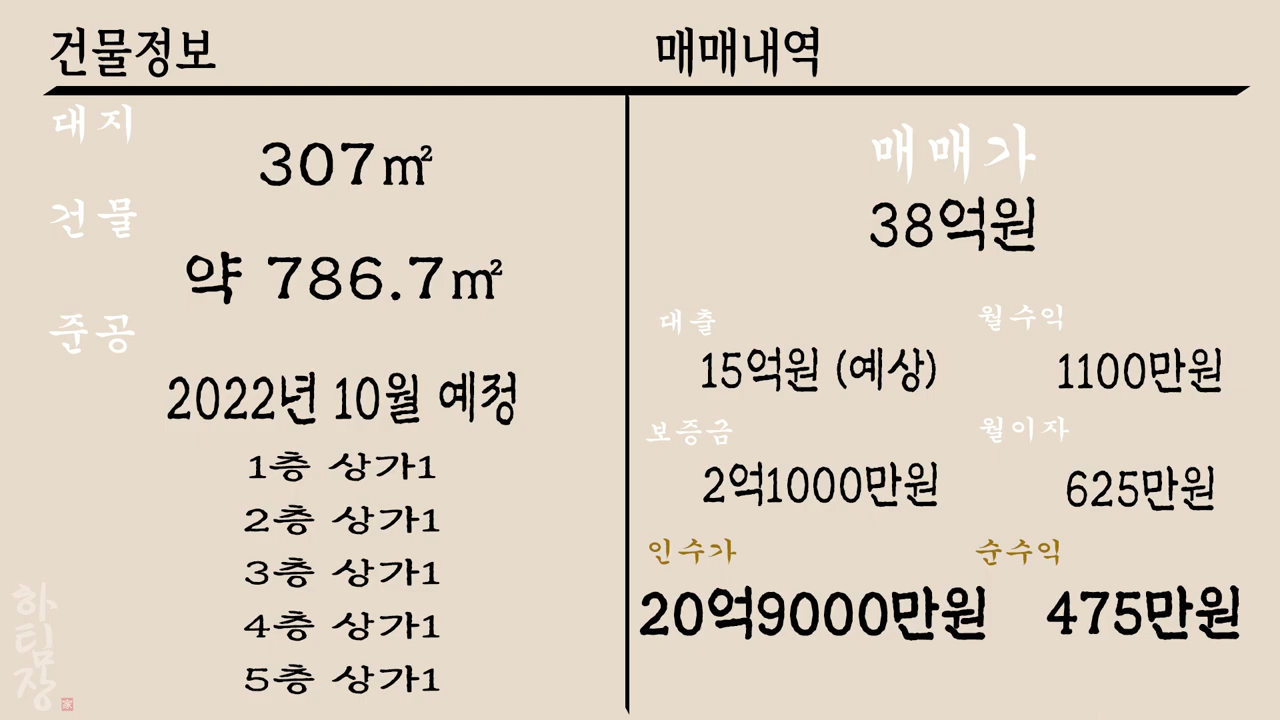 건물정보
대지
307㎡
건물
약 786.7㎡
준공
2022년 10월 예정
1층 상가1
2층 상가1
3층 상가1
4층 상가1
5층 상가1
하팀장
매매내역
매매가
38억원
대출
15억원 (예상)
월수익
1100만원
보증금
2억1000만원
월이자
625만원
인수가
20억9000만원
순수익
475만원